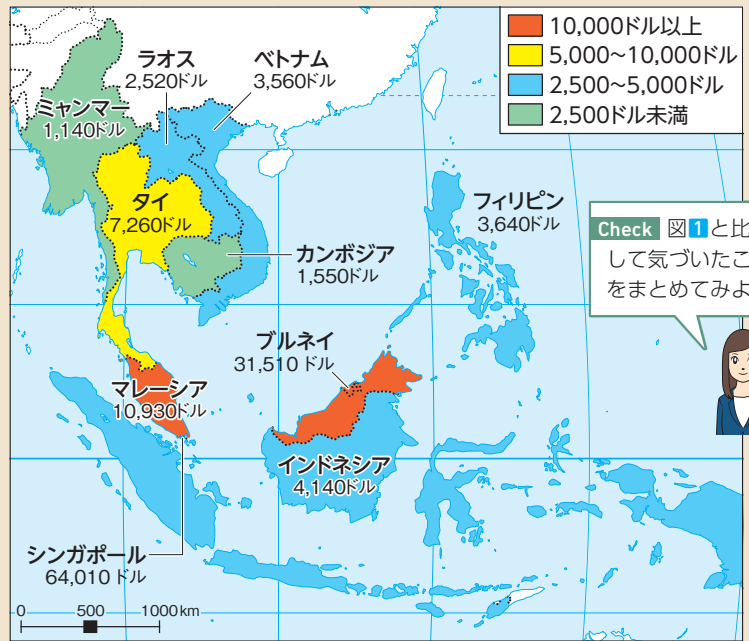 10,000ドル以上
5,000~10,000ドル
2,500~5,000ドル
2,500ドル未満
ラオス
2,520ドル
ベトナム
3,560ドル
ミャンマー
1,140ドル
タイ
7,260ドル
フィリピン
3,640ドル
カンボジア
1,550ドル
Check 図1と比
して気づいたこ
をまとめてみよ
ブルネイ
31,510ドル
マレーシア
10,930ドル
インドネシア
4,140ドル
シンガポール
64,010ドル
0 500 1000km